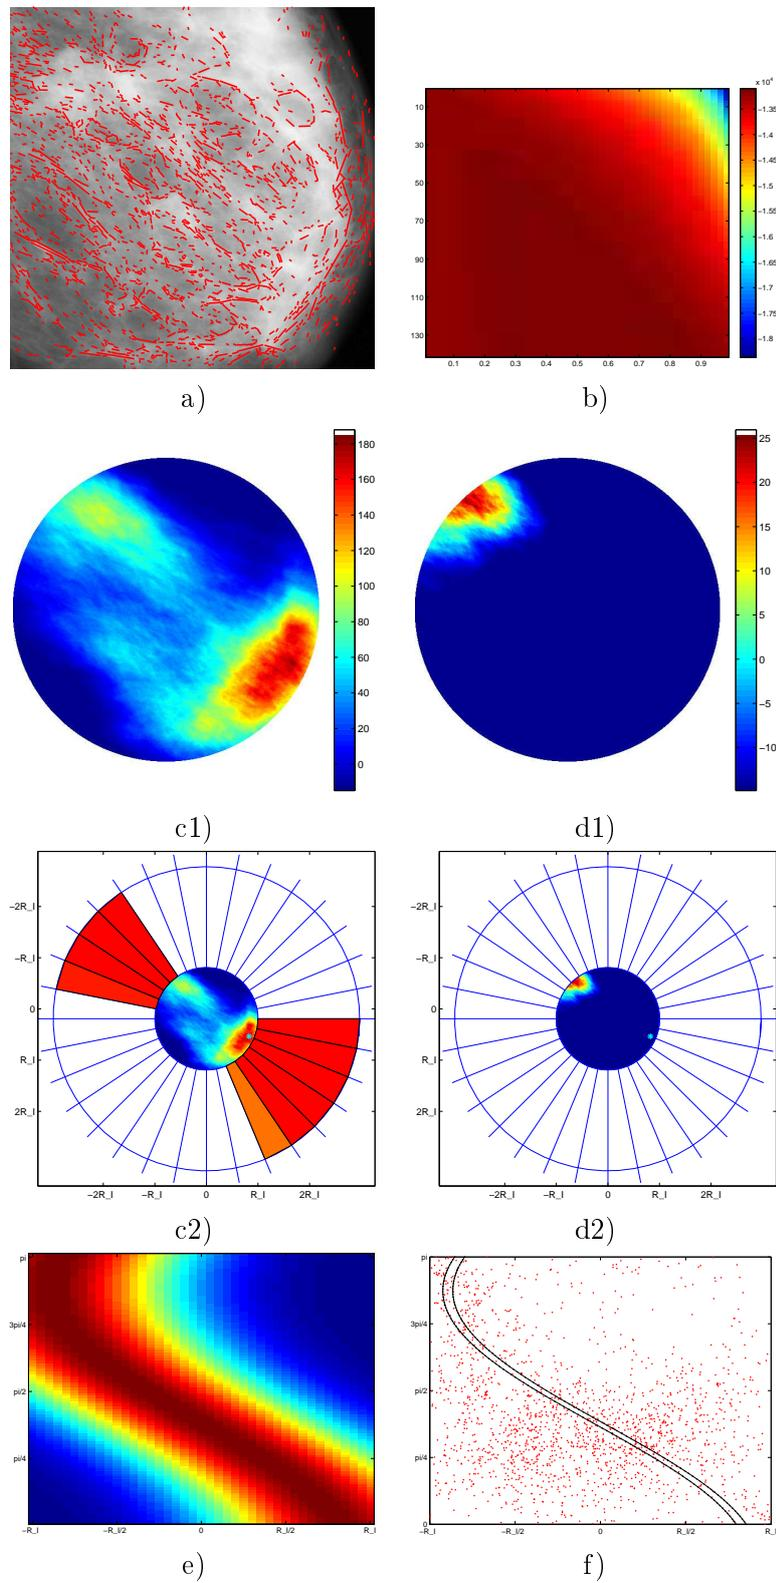 x 10⁴
10
30
50
70
90
110
130
0.1 0.2 0.3 0.4 0.5 0.6 0.7 0.8 0.9
−1.35
−1.4
−1.45
−1.5
−1.55
−1.6
−1.65
−1.7
−1.75
−1.8
a)
b)
180
160
140
120
100
80
60
40
20
0
25
20
15
10
5
0
−5
−10
c1)
d1)
−2R_I
−R_I
0
R_I
2R_I
−2R_I −R_I 0 R_I 2R_I
−2R_I
−R_I
0
R_I
2R_I
−2R_I −R_I 0 R_I 2R_I
c2)
d2)
pi
3pi/4
pi/2
pi/4
−R_I −R_I/2 0 R_I/2 R_I
pi
3pi/4
pi/2
pi/4
0
−R_I −R_I/2 0 R_I/2
e)
f)